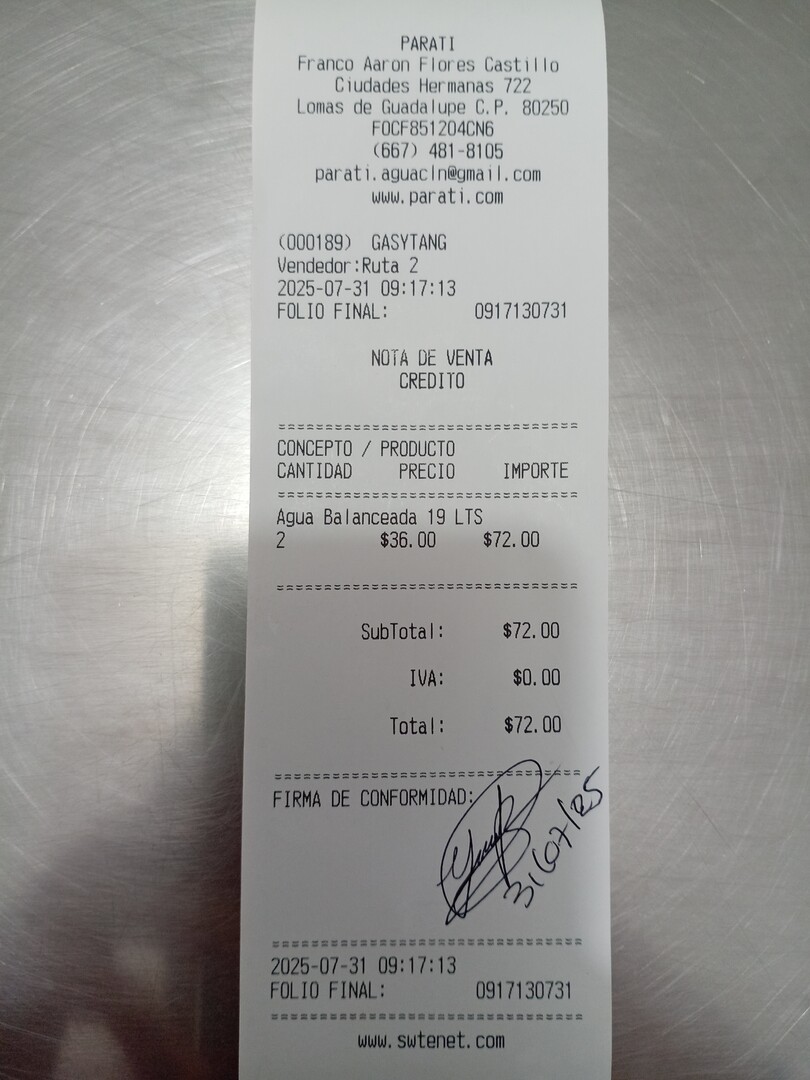 PARATI
Franco Aaron Flores Castillo
Ciudades Hermanas 722
Lomas de Guadalupe C.P. 80250
FOCF851204CN6
(667) 481-8105
parati.aguacln@gmail.com
www.parati.com
(000189) GASYTANG
Vendedor:Ruta 2
2025-07-31 09:17:13
FOLIO FINAL: 0917130731
NOTA DE VENTA
CREDITO
================================
CONCEPTO / PRODUCTO
CANTIDAD PRECIO IMPORTE
================================
Agua Balanceada 19 LTS
2 $36.00 $72.00
================================
SubTotal: $72.00
IVA: $0.00
Total: $72.00
================================
FIRMA DE CONFORMIDAD:
31/07/25
================================
2025-07-31 09:17:13
FOLIO FINAL: 0917130731
================================
www.swtenet.com